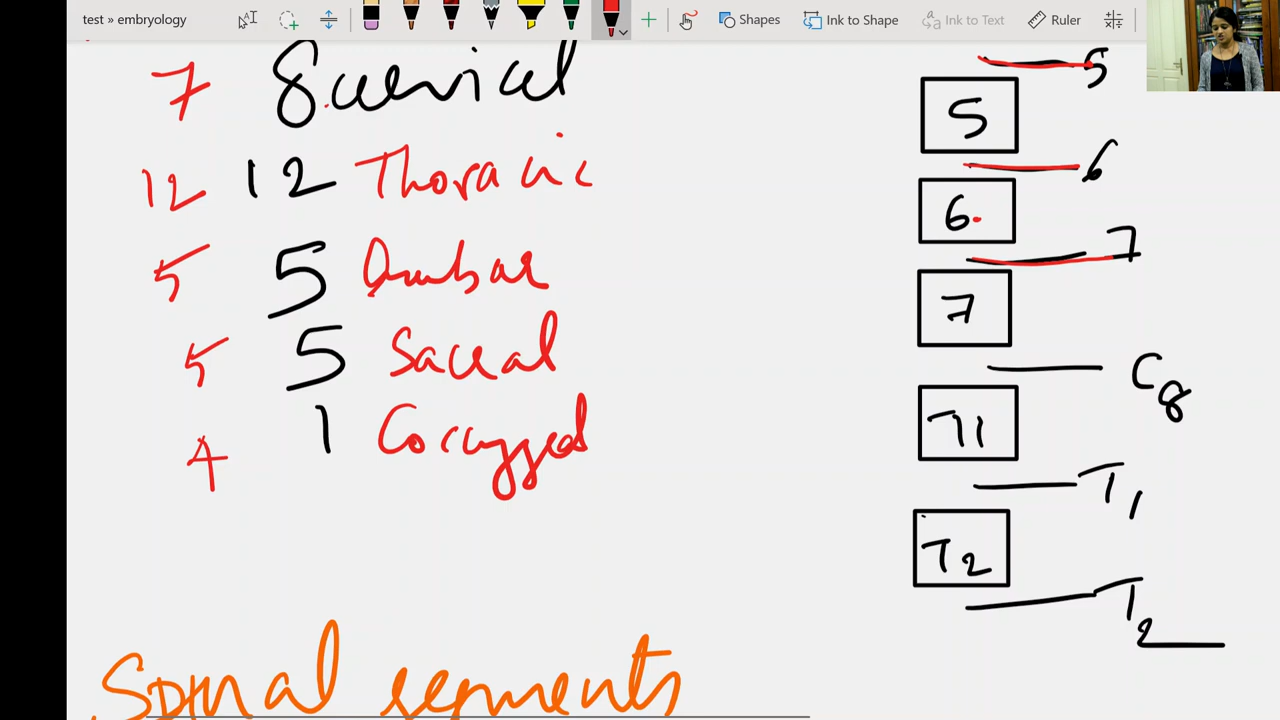 test » embryology
Shapes Ink to Shape Ink to Text Ruler
7 8 cervical
12 12 Thoracic
5 5 Lumbar
5 5 Sacral
4 1 Coccygeal
Spinal segments
5
5
6
6
7
7
C8
T1
T1
T2
T2